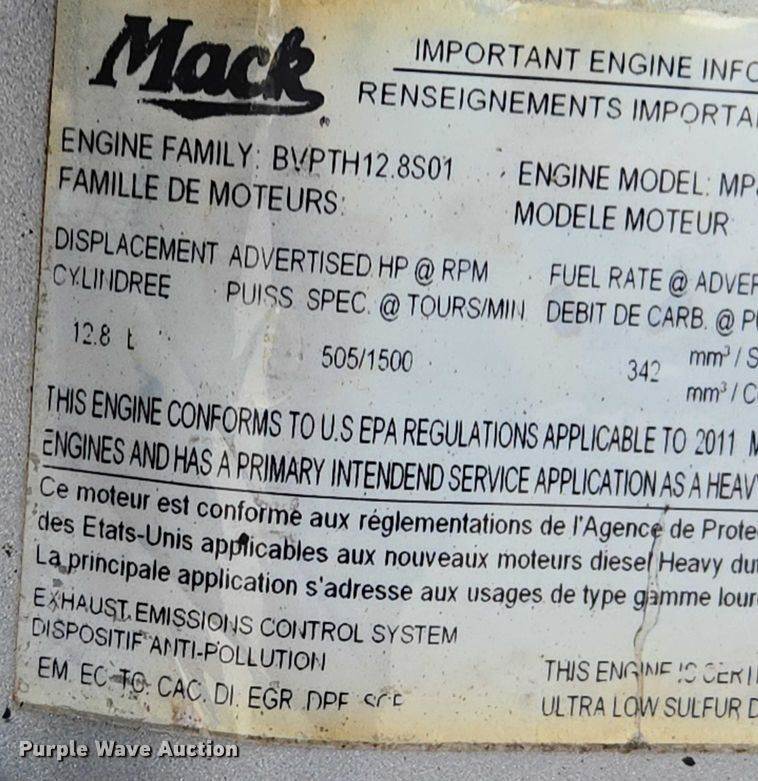 Mack
IMPORTANT ENGINE INFO
RENSEIGNEMENTS IMPORTA
ENGINE FAMILY: BVPTH12.8S01
FAMILLE DE MOTEURS:
ENGINE MODEL: MP
MODELE MOTEUR
DISPLACEMENT
CYLINDREE
ADVERTISED HP @ RPM
PUISS. SPEC. @ TOURS/MIN.
FUEL RATE @ ADVER
DEBIT DE CARB. @ P
12.8 L
505/1500
342
mm³ / S
mm³ / C
THIS ENGINE CONFORMS TO U.S EPA REGULATIONS APPLICABLE TO 2011 M
ENGINES AND HAS A PRIMARY INTENDEND SERVICE APPLICATION AS A HEAV
Ce moteur est conforme aux réglementations de l'Agence de Prote
des Etats-Unis applicables aux nouveaux moteurs diesel Heavy du
La principale application s'adresse aux usages de type gamme lour
EXHAUST EMISSIONS CONTROL SYSTEM
DISPOSITIF ANTI-POLLUTION
EM. EC. TC. CAC. DI. EGR. DPF.
THIS ENGINE IS CERTI
ULTRA LOW SULFUR D
Purple Wave Auction